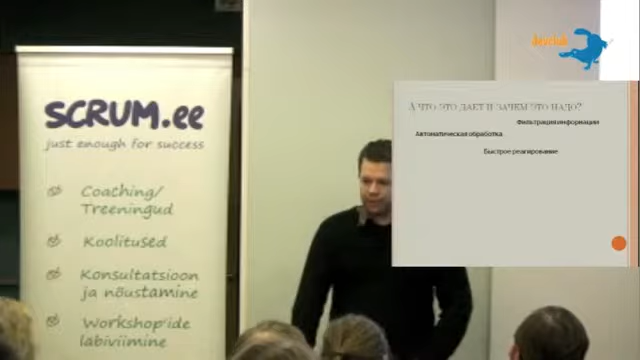 SCRUM.ee
just enough for success
Coaching/
Treeningud
Koolitused
Konsultatsioon
ja nõustamine
Workshop'ide
läbiviimine
devclub
А ЧТО ЭТО ДАЕТ И ЗАЧЕМ ЭТО НАДО?
Фильтрация информации
Автоматическая обработка
Быстрое реагирование